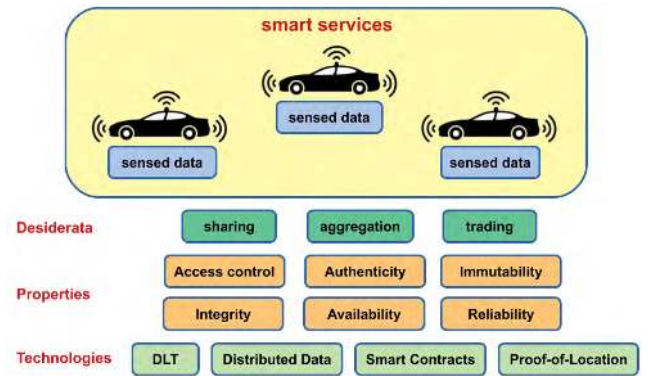 smart services
sensed data
sensed data
sensed data
Desiderata sharing aggregation trading
Properties
Access control Authenticity Immutability
Integrity Availability Reliability
Technologies DLT Distributed Data Smart Contracts Proof-of-Location